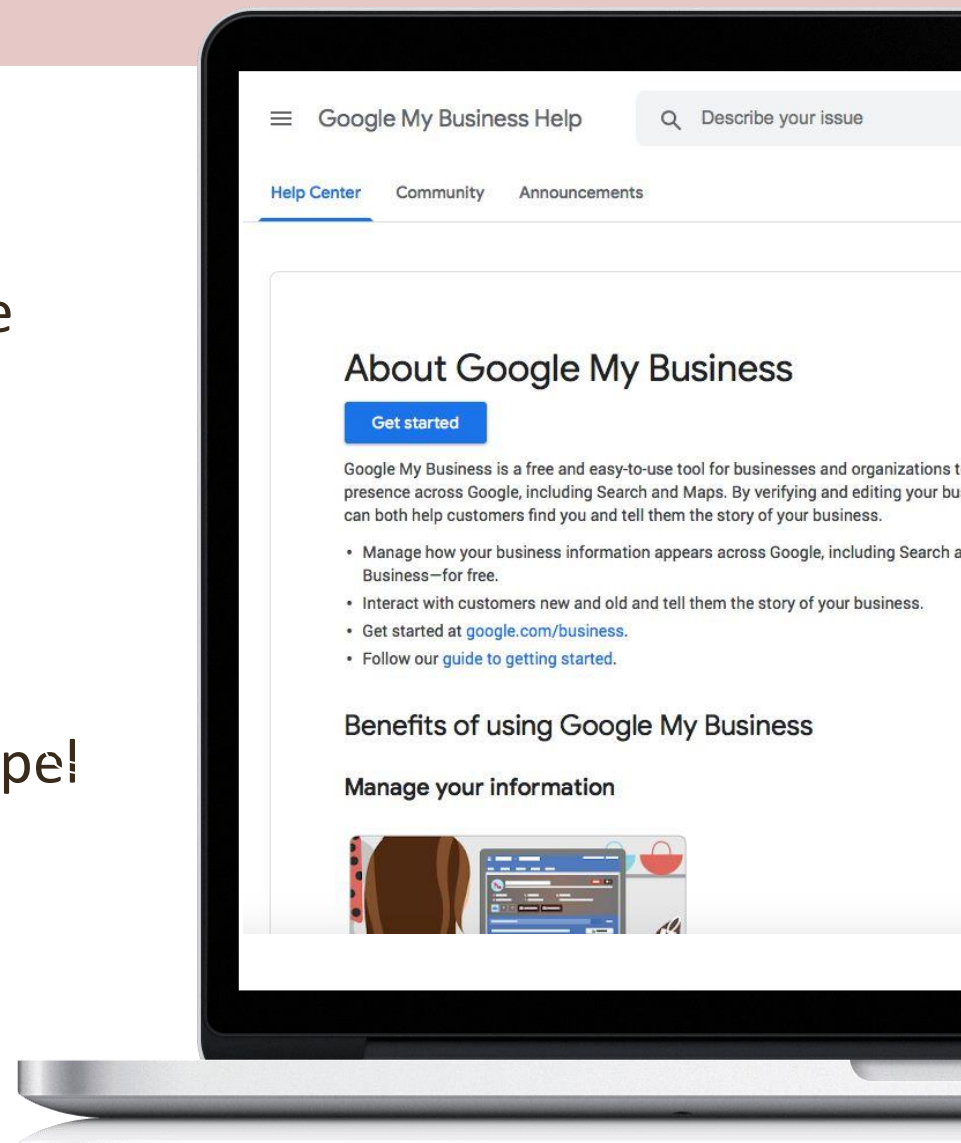 Google My Business Help
Describe your issue
Help Center Community Announcements
e
About Google My Business
Get started
Google My Business is a free and easy-to-use tool for businesses and organizations
presence across Google, including Search and Maps. By verifying and editing your
can both help customers find you and tell them the story of your business.
• Manage how your business information appears across Google, including Search
Business—for free.
• Interact with customers new and old and tell them the story of your business.
• Get started at google.com/business.
• Follow our guide to getting started.
Benefits of using Google My Business
Manage your information